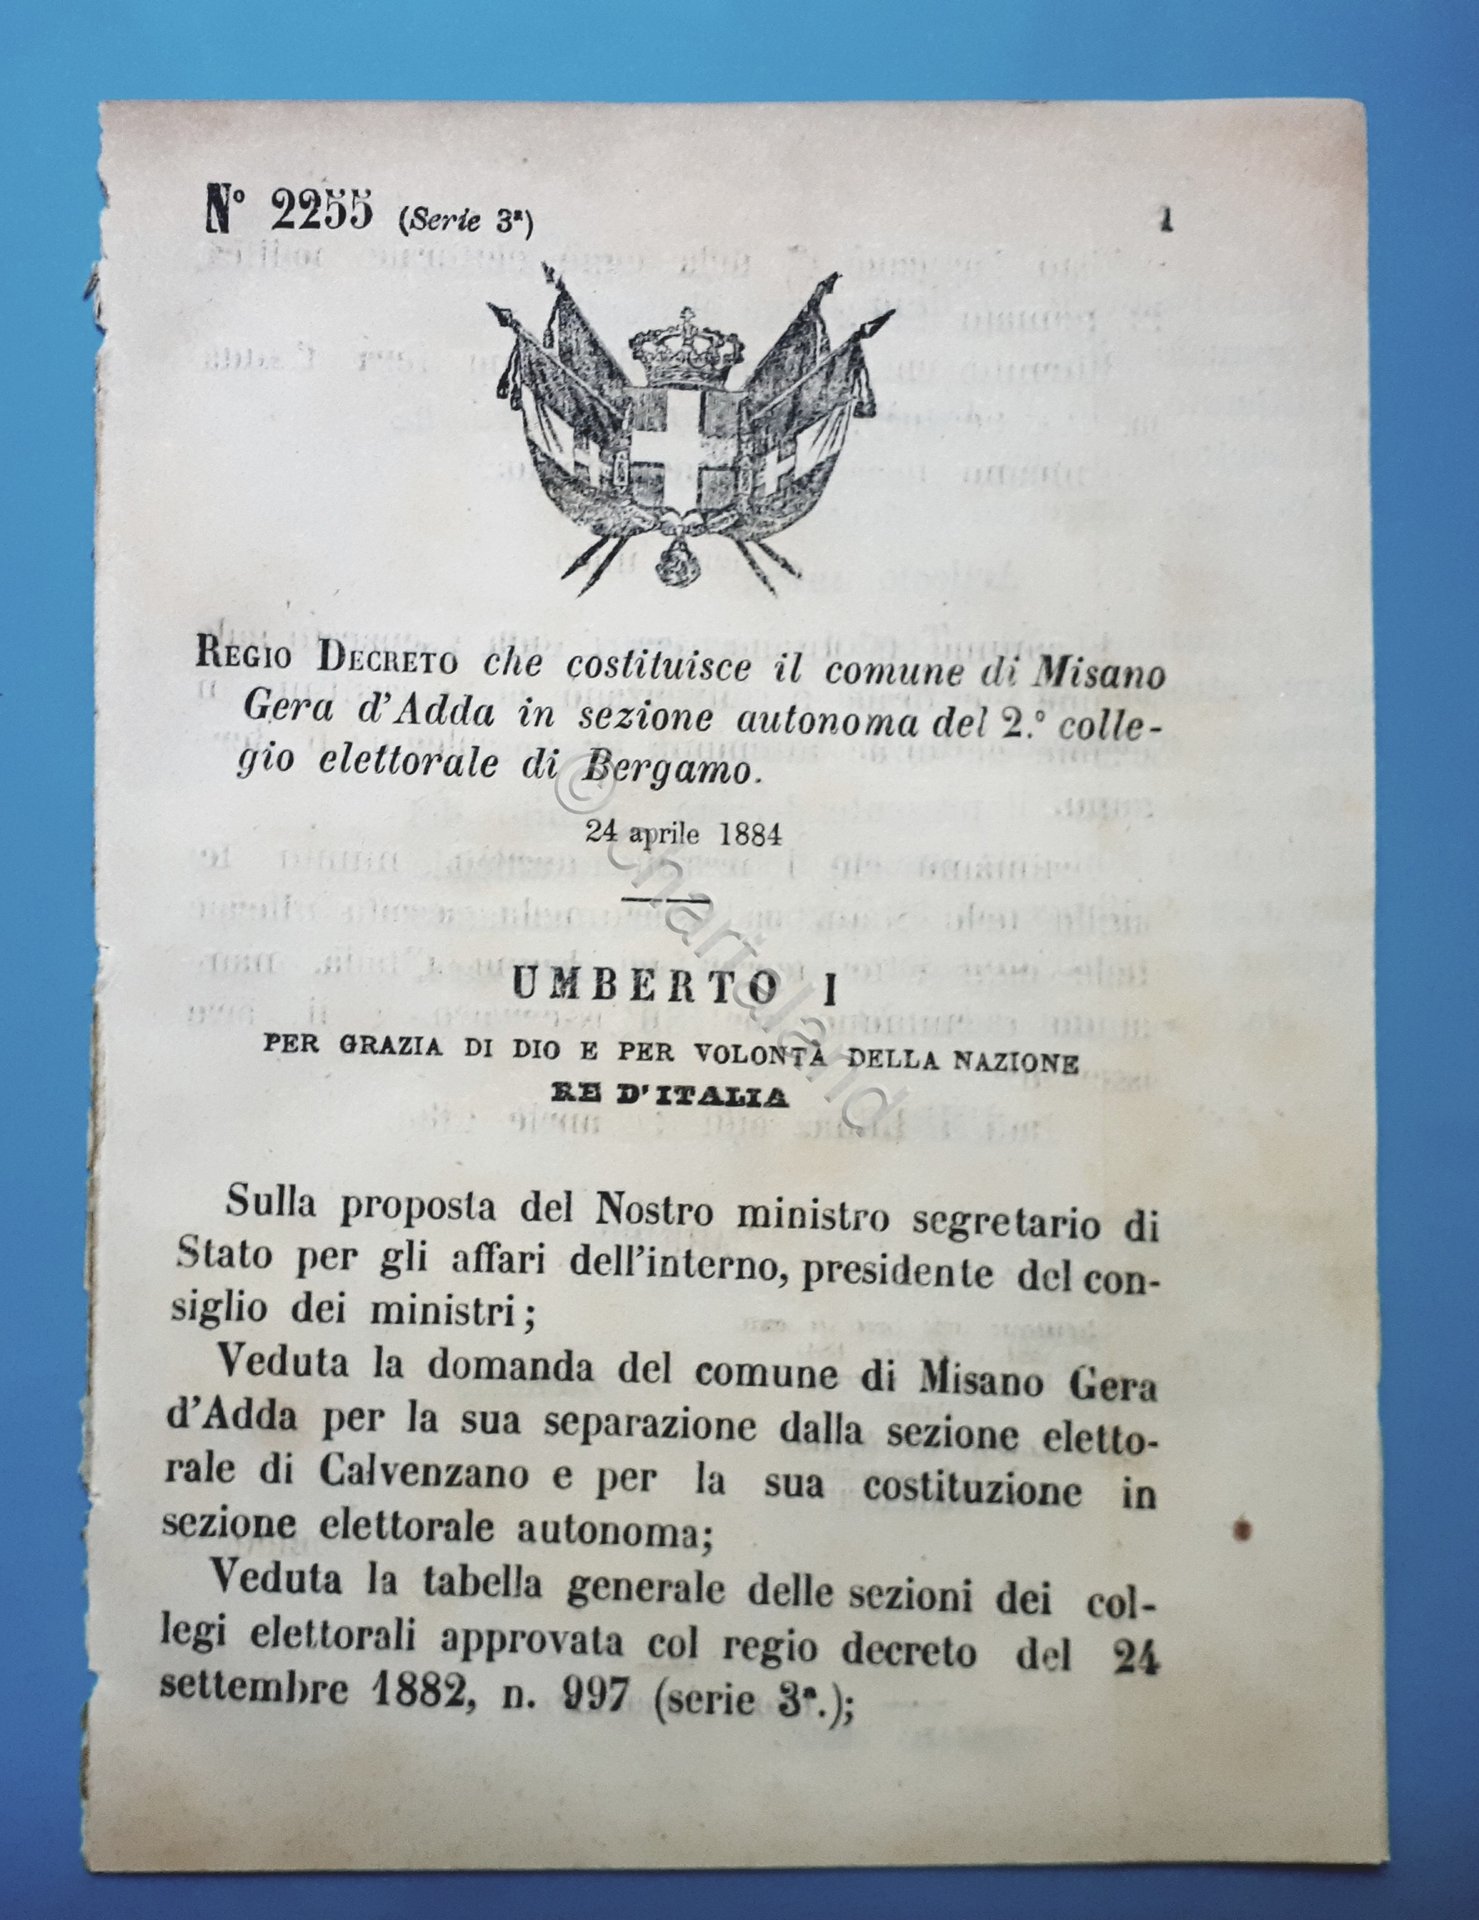 Nº 2255 (Serie 3ª) 1
REGIO DECRETO che costituisce il comune di Misano
Gera d'Adda in sezione autonoma del 2.º colle-
gio elettorale di Bergamo.
24 aprile 1884
UMBERTO I
PER GRAZIA DI DIO E PER VOLONTÀ DELLA NAZIONE
RE D'ITALIA
Sulla proposta del Nostro ministro segretario di
Stato per gli affari dell'interno, presidente del con-
siglio dei ministri;
Veduta la domanda del comune di Misano Gera
d'Adda per la sua separazione dalla sezione eletto-
rale di Calvenzano e per la sua costituzione in
sezione elettorale autonoma;
Veduta la tabella generale delle sezioni dei col-
legi elettorali approvata col regio decreto del 24
settembre 1882, n. 997 (serie 3ª.);
© chartaland